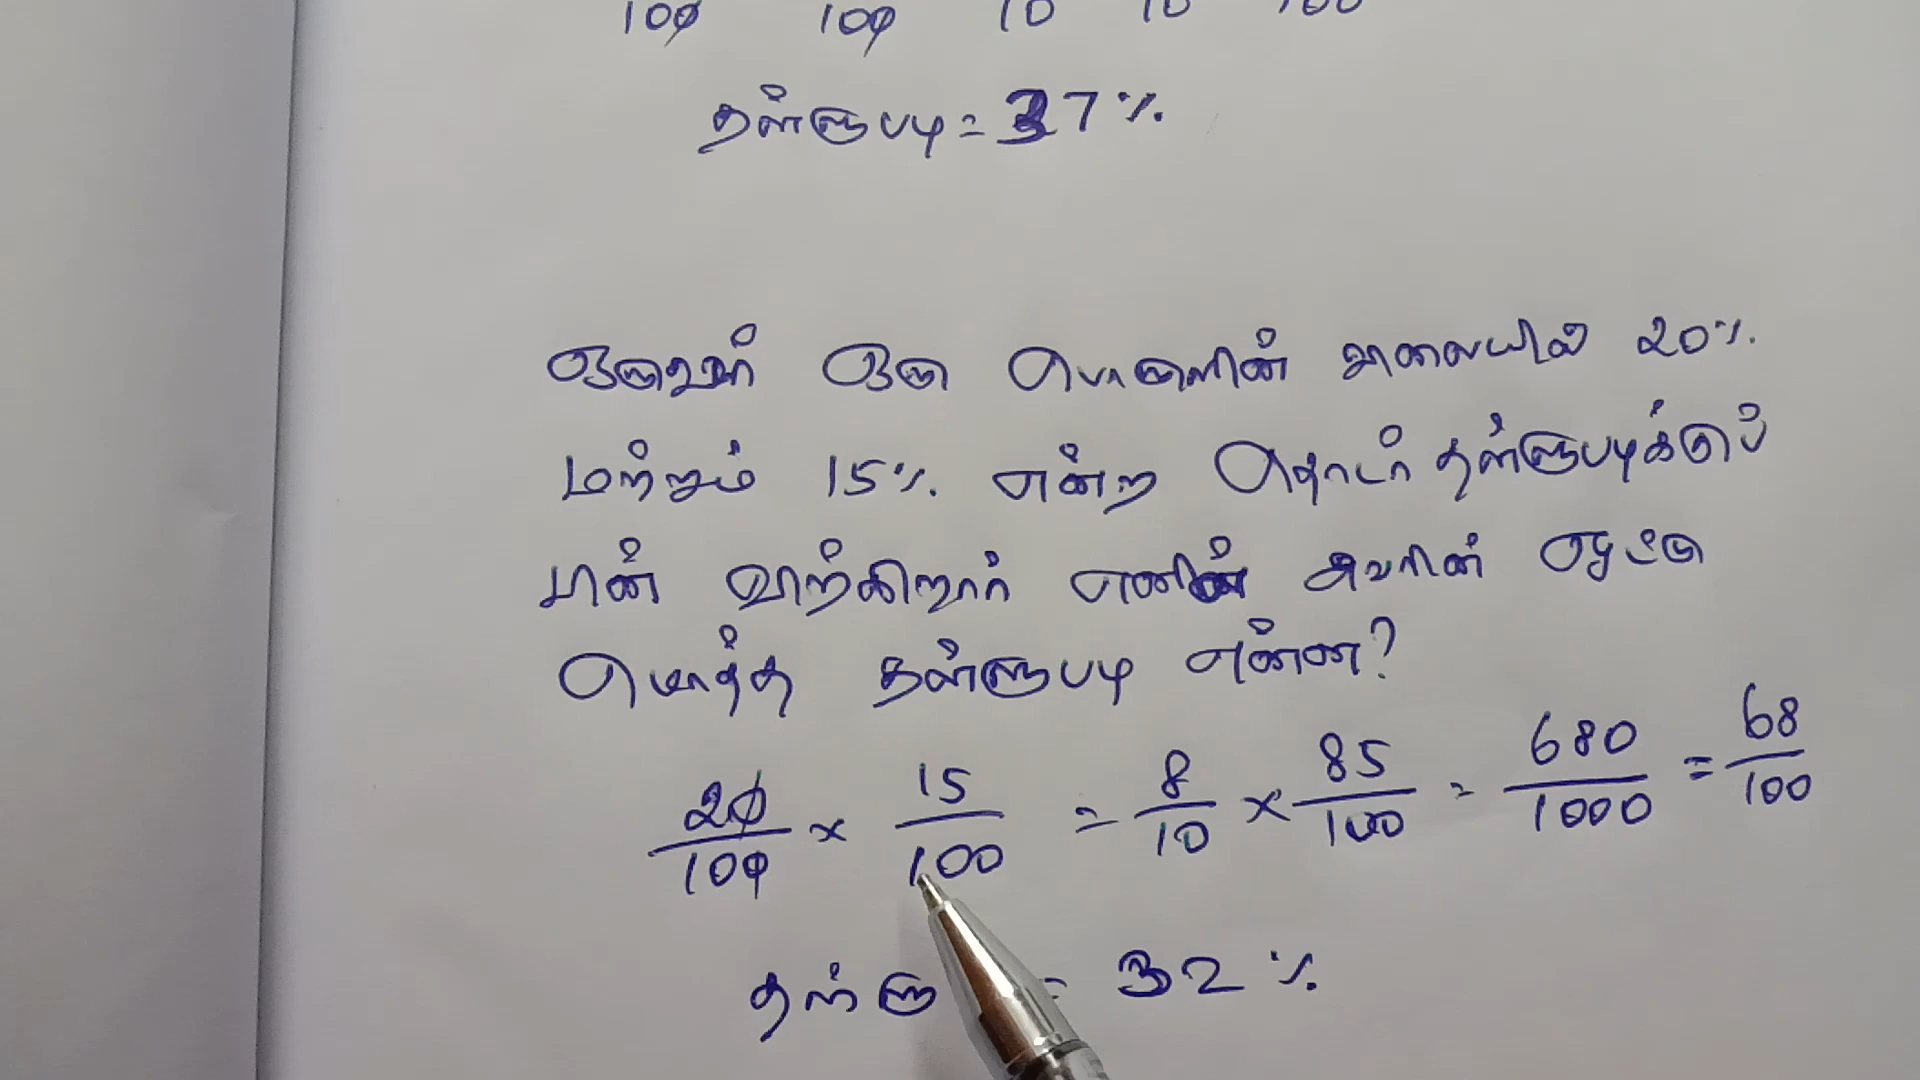 100 100 10 10 100
தள்ளுபடி = 37%
ஒருவர் ஒரு பொருளின் விலையில் 20%
மற்றும் 15% என்ற தொடர் தள்ளுபடிக்குப்
பின் விற்கிறார் எனின் அவரின் ஒட்டு
மொத்த தள்ளுபடி என்ன?
20/100 × 15/100 = 8/10 × 85/100 = 680/1000 = 68/100
தள்ளு = 32%